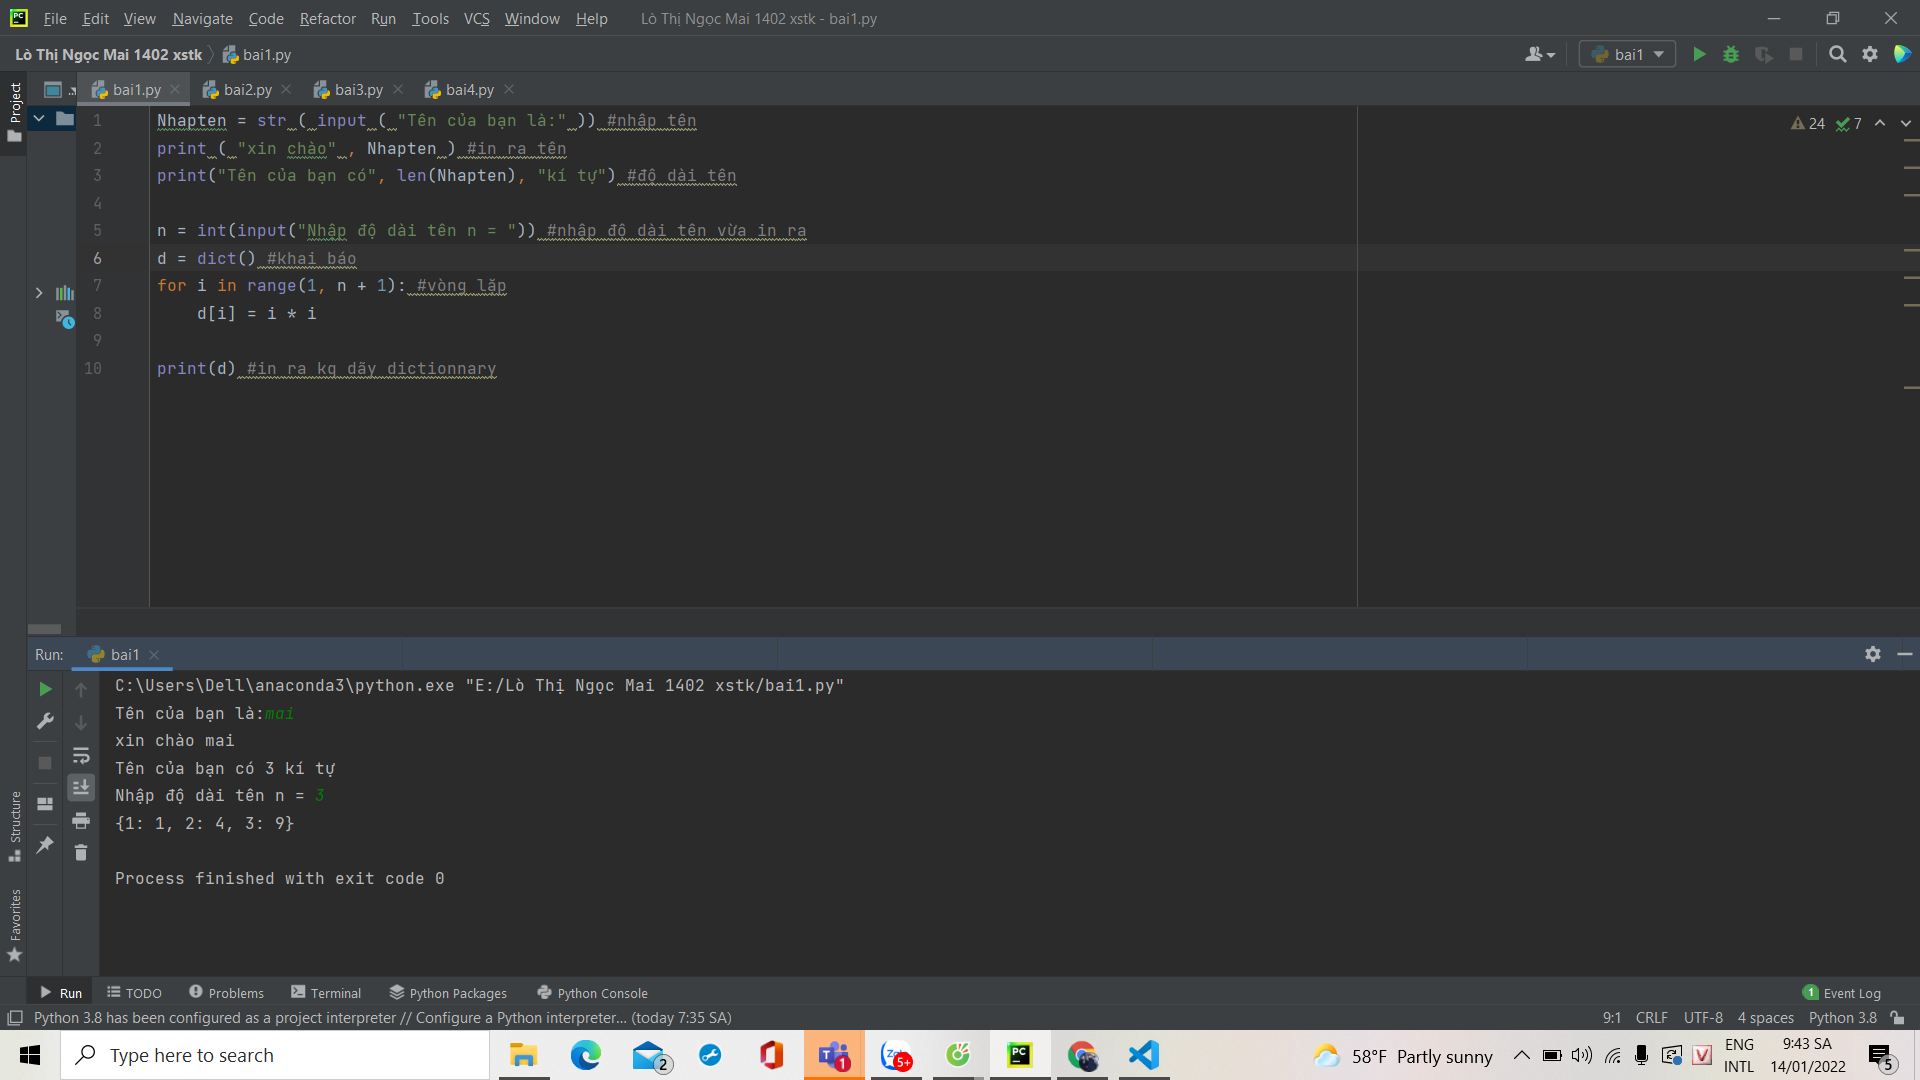 File Edit View Navigate Code Refactor Run Tools VCS Window Help Lò Thị Ngọc Mai 1402 xstk - bai1.py
Lò Thị Ngọc Mai 1402 xstk bai1.py bai1
Project
bai1.py bai2.py bai3.py bai4.py
1 Nhapten = str ( input ( "Tên của bạn là:" )) #nhập tên
24 7
2 print ( "xin chào" , Nhapten ) #in ra tên
3 print("Tên của bạn có", len(Nhapten), "kí tự") #độ dài tên
4
5 n = int(input("Nhập độ dài tên n = ")) #nhập độ dài tên vừa in ra
6 d = dict() #khai báo
7 for i in range(1, n + 1): #vòng lặp
8 d[i] = i * i
9
10 print(d) #in ra kq dãy dictionnary
Run: bai1
C:\Users\Dell\anaconda3\python.exe "E:/Lò Thị Ngọc Mai 1402 xstk/bai1.py"
Tên của bạn là:mai
xin chào mai
Tên của bạn có 3 kí tự
Nhập độ dài tên n = 3
{1: 1, 2: 4, 3: 9}
Process finished with exit code 0
Structure
Favorites
Run TODO Problems Terminal Python Packages Python Console 1 Event Log
Python 3.8 has been configured as a project interpreter // Configure a Python interpreter... (today 7:35 SA) 9:1 CRLF UTF-8 4 spaces Python 3.8
Type here to search 2 1 Zalo 5+ PC 58°F Partly sunny V ENG 9:43 SA 5
INTL 14/01/2022